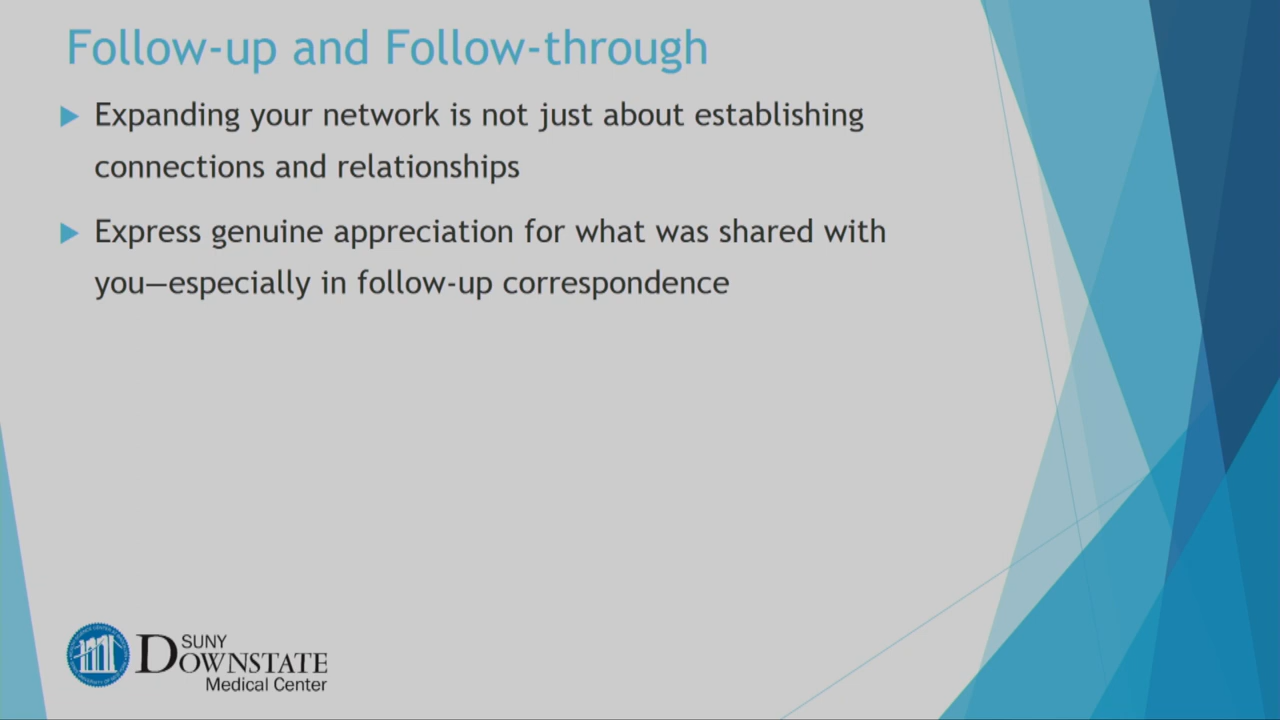 Follow-up and Follow-through
Expanding your network is not just about establishing
connections and relationships
Express genuine appreciation for what was shared with
you—especially in follow-up correspondence
SUNY
DOWNSTATE
Medical Center